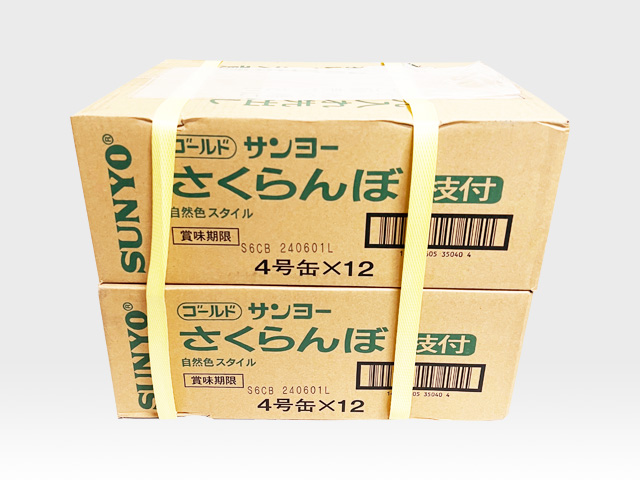 SUNYO®
ゴールド サンヨー
さくらんぼ 枝付
自然色 スタイル
賞味期限 S6CB 240601L
4号缶×12
SUNYO®
ゴールド サンヨー
さくらんぼ 枝付
自然色 スタイル
賞味期限 S6CB 240601L
4号缶×12